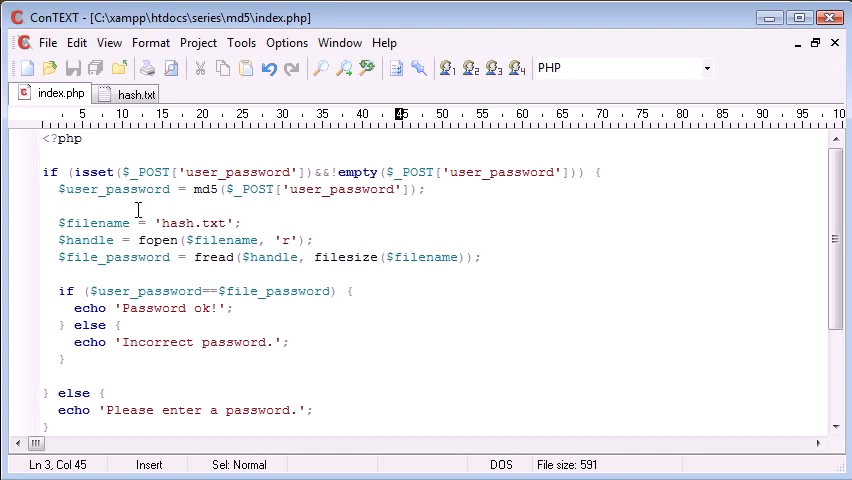 ConTEXT - [C:\xampp\htdocs\series\md5\index.php]
File Edit View Format Project Tools Options Window Help
1 2 3 4 PHP
index.php hash.txt
5 10 15 20 25 30 35 40 45 50 55 60 65 70 75 80 85 90 95 10
<?php
if (isset($_POST['user_password'])&&!empty($_POST['user_password'])) {
$user_password = md5($_POST['user_password']);
$filename = 'hash.txt';
$handle = fopen($filename, 'r');
$file_password = fread($handle, filesize($filename));
if ($user_password==$file_password) {
echo 'Password ok!';
} else {
echo 'Incorrect password.';
}
} else {
echo 'Please enter a password.';
}
Ln 3, Col 45 Insert Sel: Normal DOS File size: 591